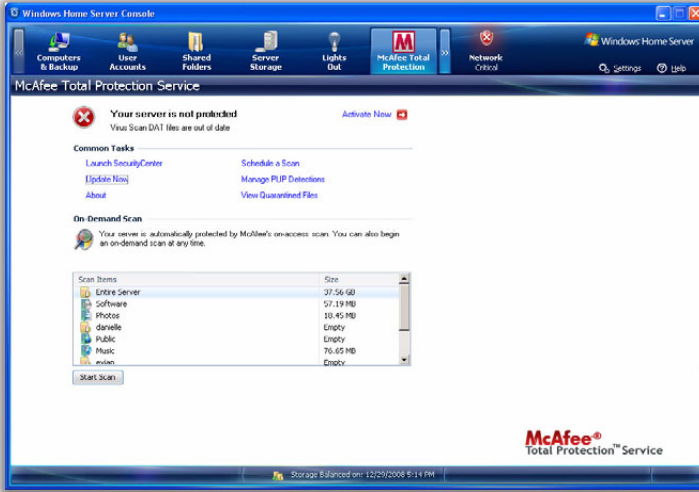 Windows Home Server Console
Computers & Backup
User Accounts
Shared Folders
Server Storage
Lights Out
McAfee Total Protection
Network Critical
Windows Home Server
Settings
Help
McAfee Total Protection Service
Your server is not protected
Activate Now
Virus Scan DAT files are out of date
Common Tasks
Launch SecurityCenter
Schedule a Scan
Update Now
Manage PUP Detections
About
View Quarantined Files
On-Demand Scan
Your server is automatically protected by McAfee's on-access scan. You can also begin
an on-demand scan at any time.
Scan Items Size
Entire Server 37.56 GB
Software 57.19 MB
Photos 18.45 MB
danielle Empty
Public Empty
Music 76.65 MB
Empty
Start Scan
McAfee®
Total Protection™ Service
Storage Balanced on: 12/29/2008 5:14 PM